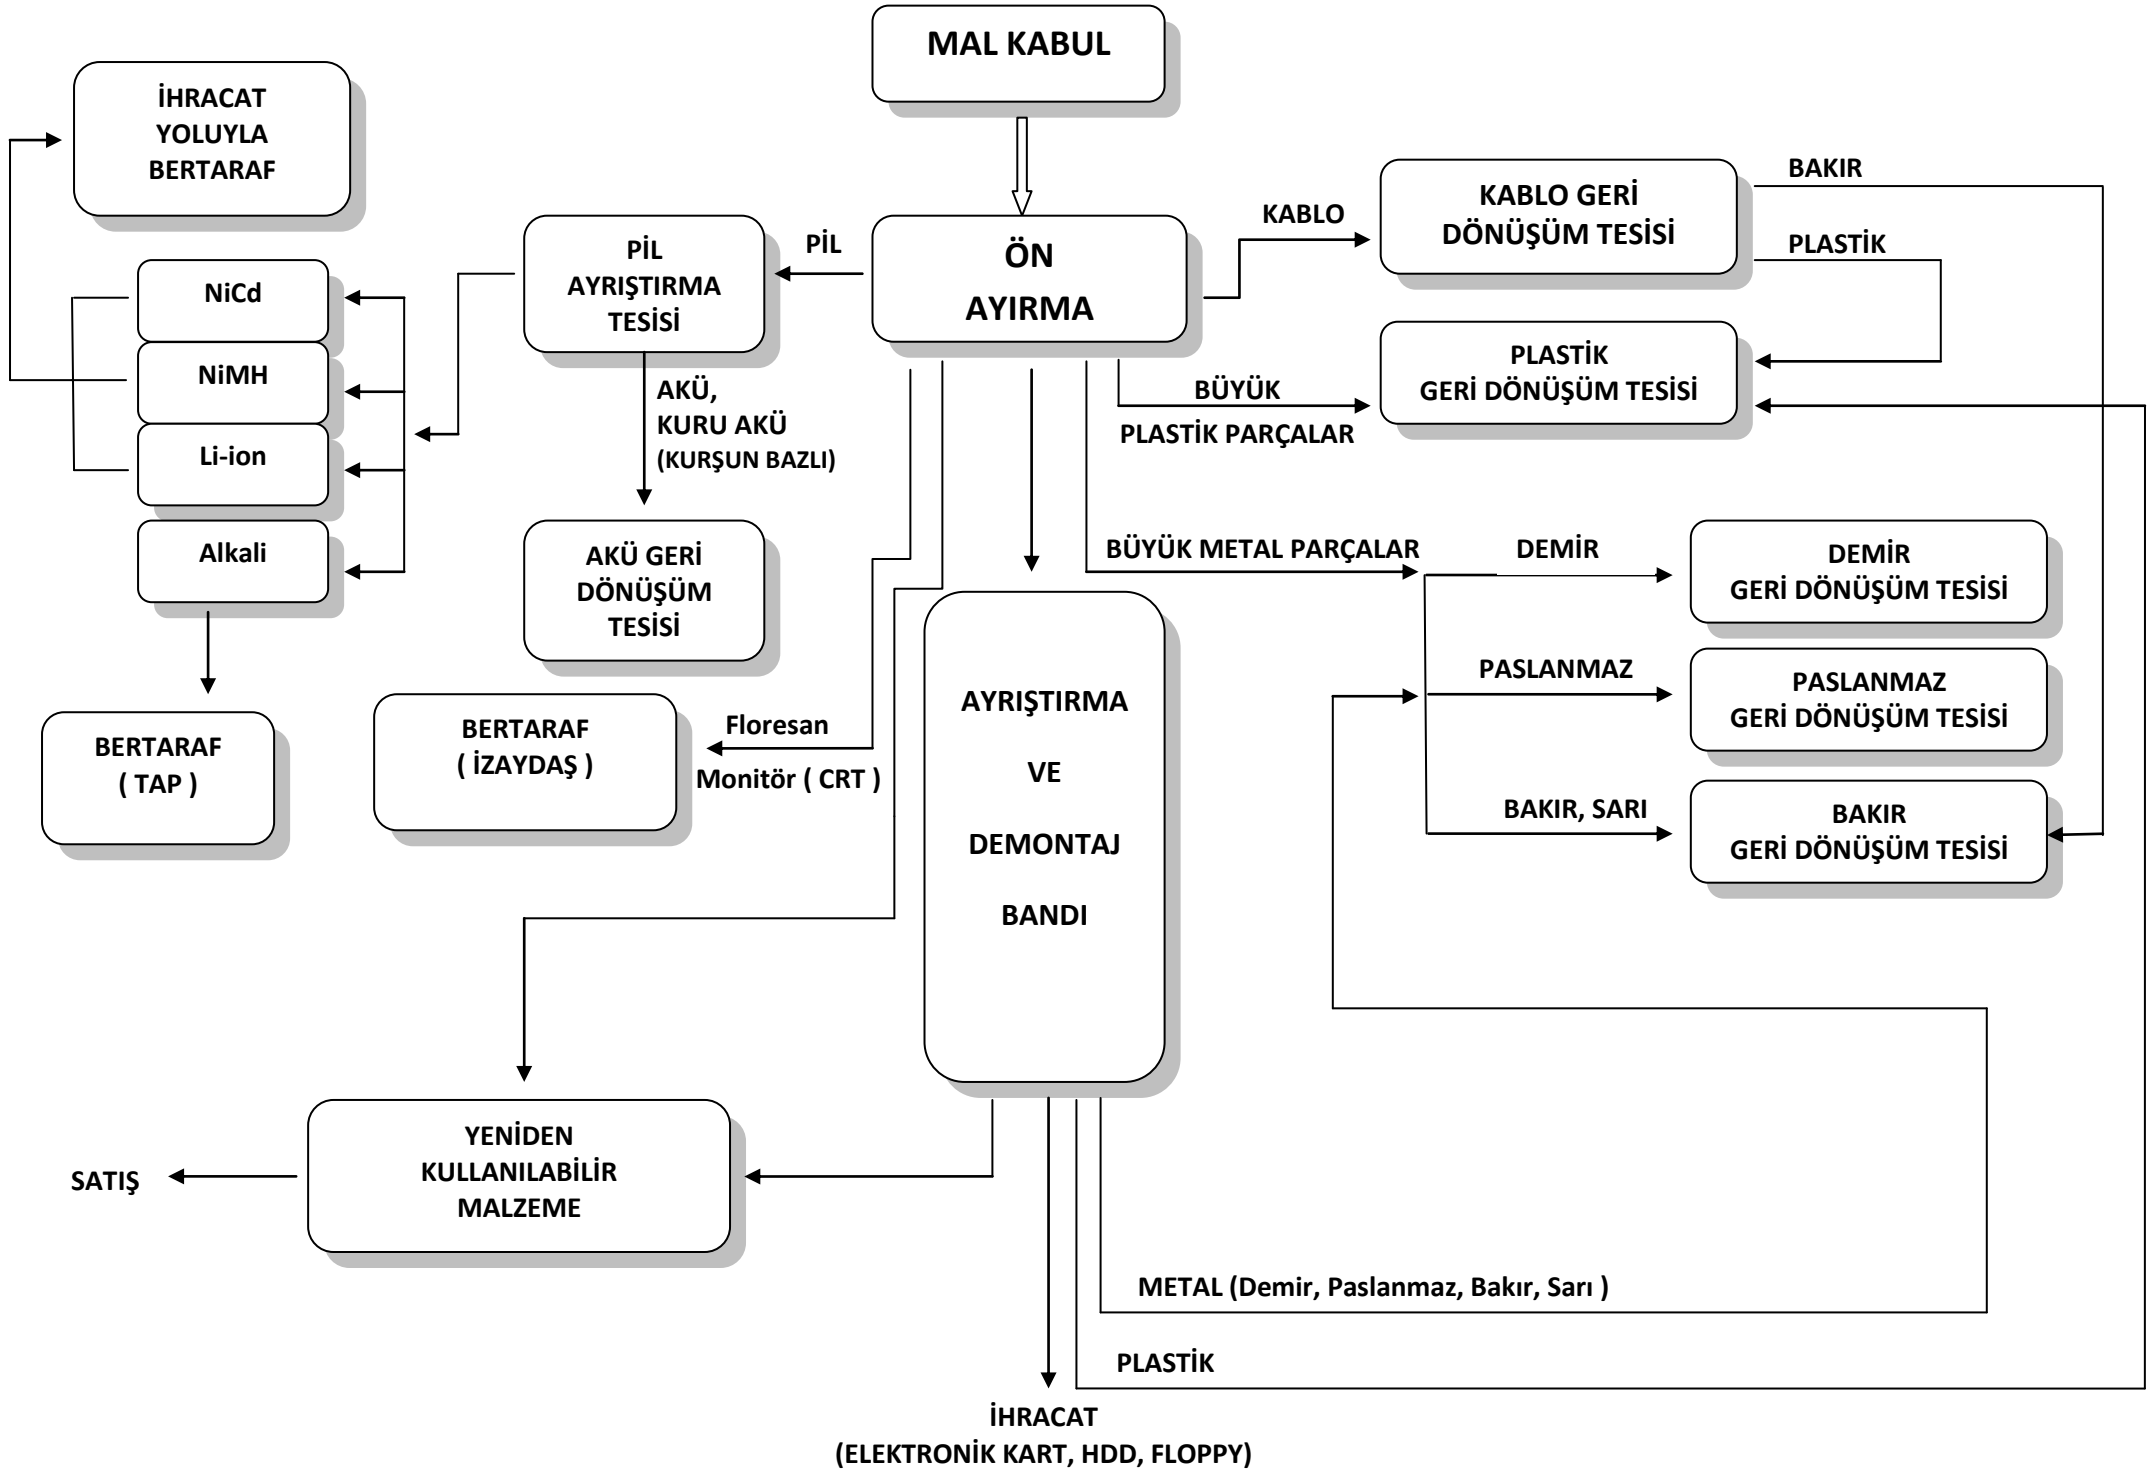 MAL KABUL
İHRACAT
YOLUYLA
BERTARAF
NiCd
NiMH
Li-ion
Alkali
BERTARAF
( TAP )
PİL
AYRIŞTIRMA
TESİSİ
PİL
ÖN
AYIRMA
KABLO
KABLO GERİ
DÖNÜŞÜM TESİSİ
BAKIR
PLASTİK
PLASTİK
GERİ DÖNÜŞÜM TESİSİ
BÜYÜK
PLASTİK PARÇALAR
AKÜ,
KURU AKÜ
(KURŞUN BAZLI)
AKÜ GERİ
DÖNÜŞÜM
TESİSİ
BÜYÜK METAL PARÇALAR
DEMİR
DEMİR
GERİ DÖNÜŞÜM TESİSİ
PASLANMAZ
PASLANMAZ
GERİ DÖNÜŞÜM TESİSİ
BAKIR, SARI
BAKIR
GERİ DÖNÜŞÜM TESİSİ
BERTARAF
( İZAYDAŞ )
Floresan
Monitör ( CRT )
AYRIŞTIRMA
VE
DEMONTAJ
BANDI
YENİDEN
KULLANILABİLİR
MALZEME
SATIŞ
METAL (Demir, Paslanmaz, Bakır, Sarı )
PLASTİK
İHRACAT
(ELEKTRONİK KART, HDD, FLOPPY)